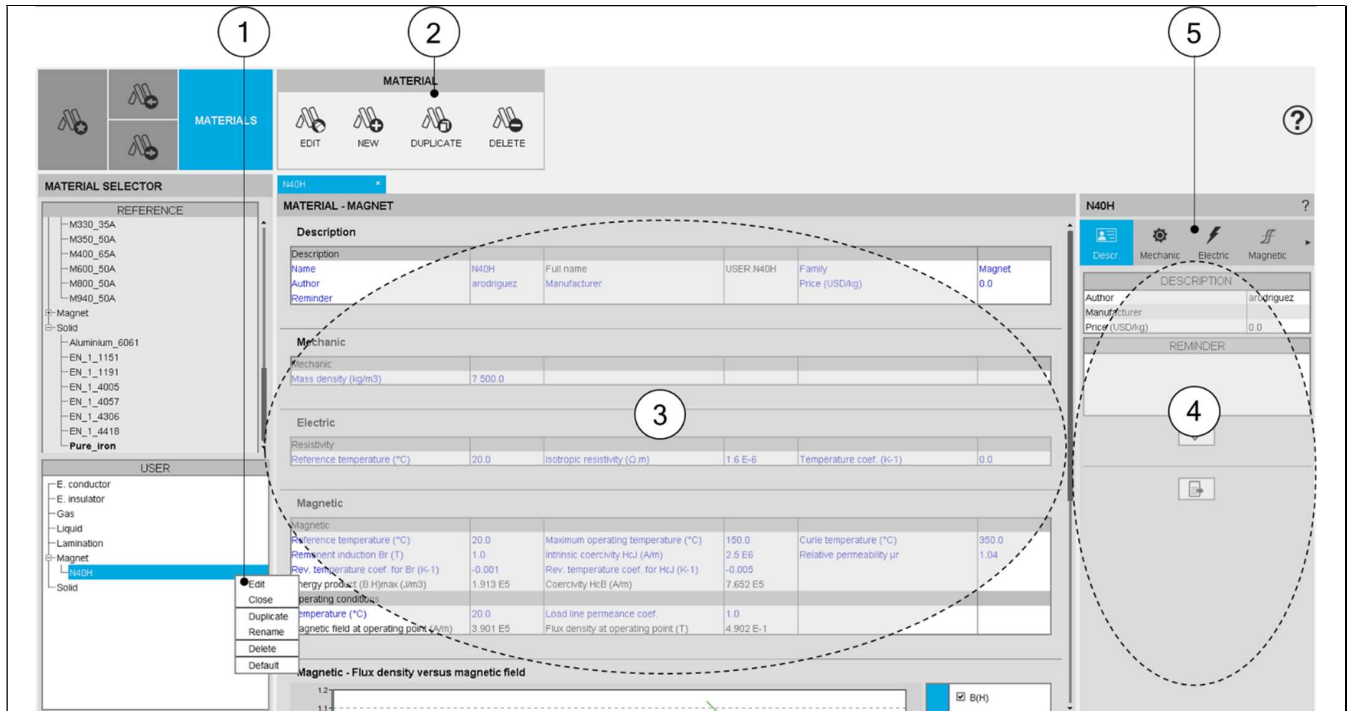 1
2
5
MATERIALS
MATERIAL
EDIT NEW DUPLICATE DELETE
?
MATERIAL SELECTOR
REFERENCE
M330_35A
M350_50A
M400_65A
M600_50A
M800_50A
M940_50A
Magnet
Solid
Aluminium_6061
EN_1_1151
EN_1_1191
EN_1_4005
EN_1_4057
EN_1_4306
EN_1_4418
Pure_iron
USER
E. conductor
E. insulator
Gas
Liquid
Lamination
Magnet
N40H
Solid
Edit
Close
Duplicate
Rename
Delete
Default
N40H ×
MATERIAL - MAGNET
Description
Description
Name N40H Full name USER.N40H Family Magnet
Author arodriguez Manufacturer Price (USD/kg) 0.0
Reminder
Mechanic
Mechanic
Mass density (kg/m3) 7 500.0
3
Electric
Resistivity
Reference temperature (°C) 20.0 Isotropic resistivity (Ω.m) 1.6 E-6 Temperature coef. (K-1) 0.0
Magnetic
Magnetic
Reference temperature (°C) 20.0 Maximum operating temperature (°C) 150.0 Curie temperature (°C) 350.0
Remanent induction Br (T) 1.0 Intrinsic coercivity HcJ (A/m) 2.5 E6 Relative permeability μr 1.04
Rev. temperature coef. for Br (K-1) -0.001 Rev. temperature coef. for HcJ (K-1) -0.005
Energy product (B.H)max (J/m3) 1.913 E5 Coercivity HcB (A/m) 7.652 E5
Operating conditions
Temperature (°C) 20.0 Load line permeance coef. 1.0
Magnetic field at operating point (A/m) 3.901 E5 Flux density at operating point (T) 4.902 E-1
Magnetic - Flux density versus magnetic field
1.2
1.1
B(H)
N40H ?
Descr. Mechanic Electric Magnetic
DESCRIPTION
Author arodriguez
Manufacturer
Price (USD/kg) 0.0
REMINDER
4